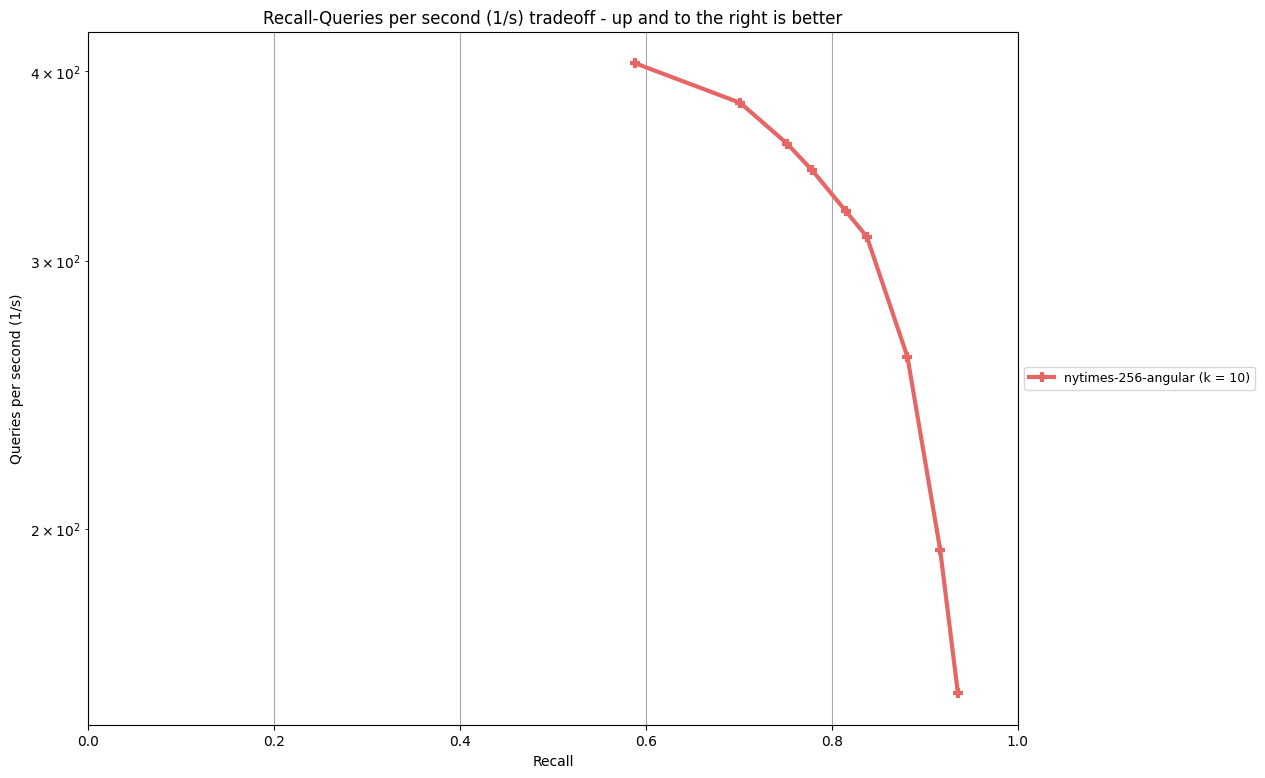 Recall-Queries per second (1/s) tradeoff - up and to the right is better
4 × 10²
3 × 10²
2 × 10²
Queries per second (1/s)
0.0 0.2 0.4 0.6 0.8 1.0
Recall
nytimes-256-angular (k = 10)